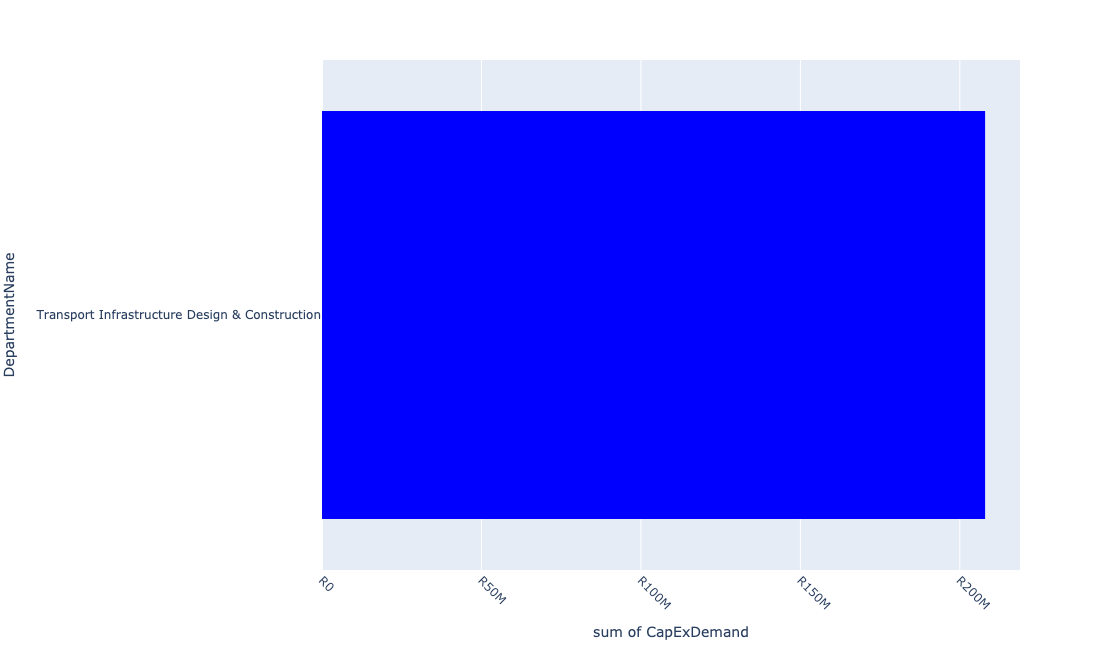 DepartmentName
Transport Infrastructure Design & Construction
R0
R50M
R100M
R150M
R200M
sum of CapExDemand